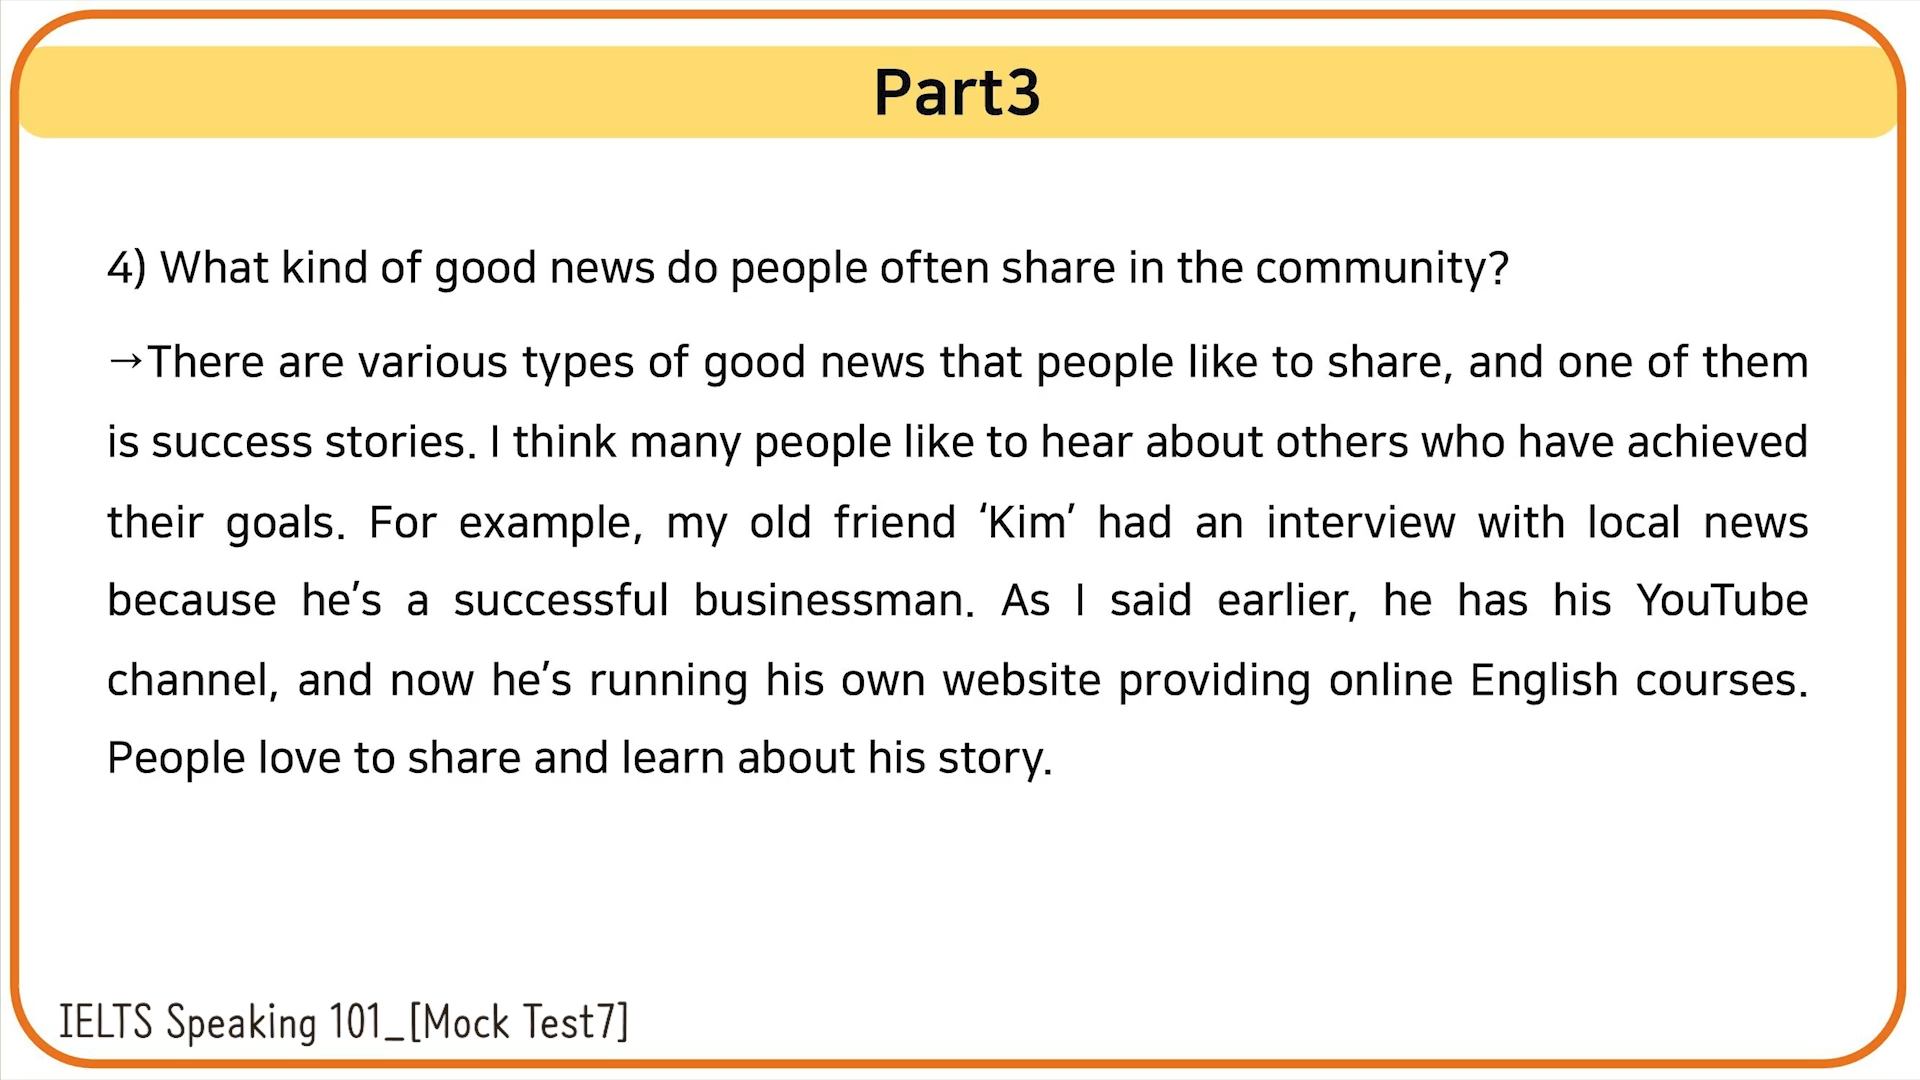 Part3
4) What kind of good news do people often share in the community?
→There are various types of good news that people like to share, and one of them
is success stories. I think many people like to hear about others who have achieved
their goals. For example, my old friend ‘Kim’ had an interview with local news
because he’s a successful businessman. As I said earlier, he has his YouTube
channel, and now he’s running his own website providing online English courses.
People love to share and learn about his story.
IELTS Speaking 101_[Mock Test7]